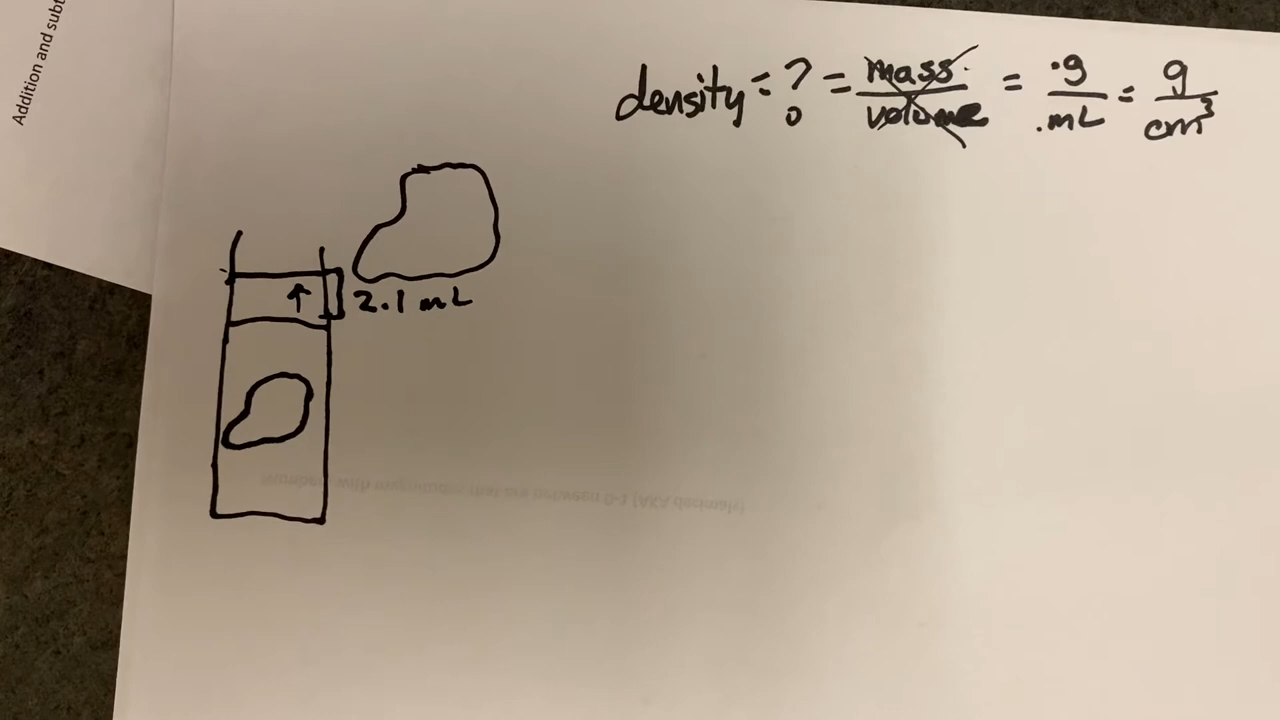 Addition and subt
density = ? = mass/volume = g/mL = g/cm³
2.1 mL